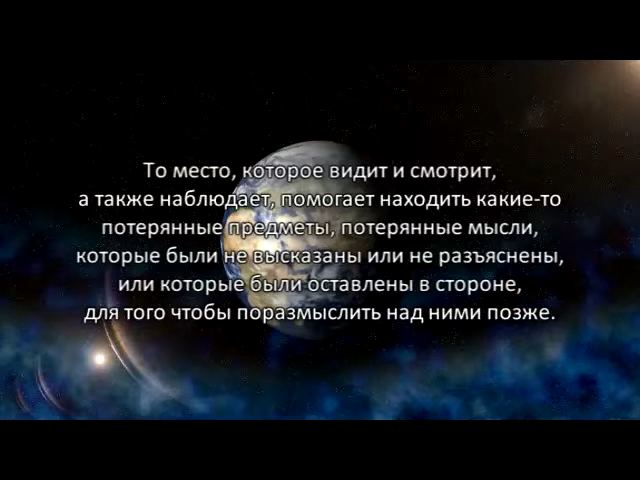 То место, которое видит и смотрит,
а также наблюдает, помогает находить какие-то
потерянные предметы, потерянные мысли,
которые были не высказаны или не разъяснены,
или которые были оставлены в стороне,
для того чтобы поразмыслить над ними позже.